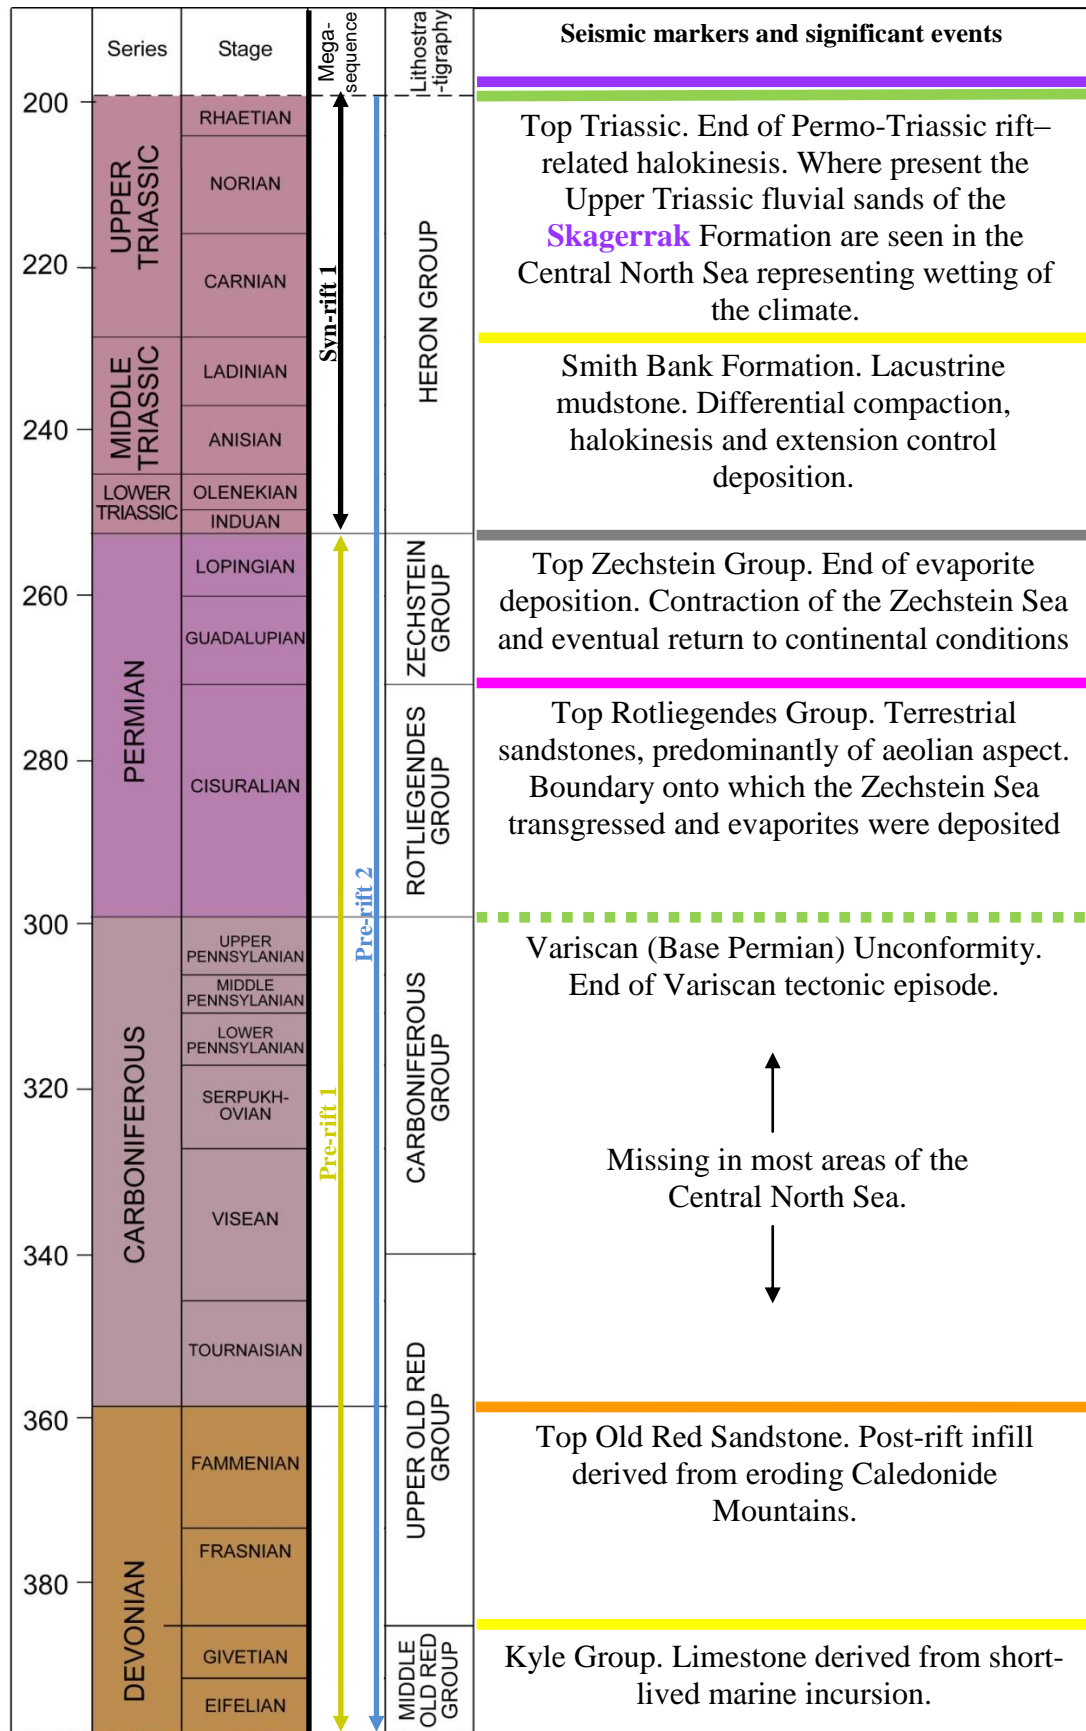 Series
Stage
Mega-
sequence
Lithostra
-tigraphy
Seismic markers and significant events
200
220
240
260
280
300
320
340
360
380
UPPER
TRIASSIC
MIDDLE
TRIASSIC
LOWER
TRIASSIC
PERMIAN
CARBONIFEROUS
DEVONIAN
RHAETIAN
NORIAN
CARNIAN
LADINIAN
ANISIAN
OLENEKIAN
INDUAN
LOPINGIAN
GUADALUPIAN
CISURALIAN
UPPER
PENNSYLANIAN
MIDDLE
PENNSYLANIAN
LOWER
PENNSYLANIAN
SERPUKH-
OVIAN
VISEAN
TOURNAISIAN
FAMMENIAN
FRASNIAN
GIVETIAN
EIFELIAN
Syn-rift 1
Pre-rift 1
Pre-rift 2
HERON GROUP
ZECHSTEIN
GROUP
ROTLIEGENDES
GROUP
CARBONIFEROUS
GROUP
UPPER OLD RED
GROUP
MIDDLE
OLD RED
GROUP
Top Triassic. End of Permo-Triassic rift–
related halokinesis. Where present the
Upper Triassic fluvial sands of the
Skagerrak Formation are seen in the
Central North Sea representing wetting of
the climate.
Smith Bank Formation. Lacustrine
mudstone. Differential compaction,
halokinesis and extension control
deposition.
Top Zechstein Group. End of evaporite
deposition. Contraction of the Zechstein Sea
and eventual return to continental conditions
Top Rotliegendes Group. Terrestrial
sandstones, predominantly of aeolian aspect.
Boundary onto which the Zechstein Sea
transgressed and evaporites were deposited
Variscan (Base Permian) Unconformity.
End of Variscan tectonic episode.
Missing in most areas of the
Central North Sea.
Top Old Red Sandstone. Post-rift infill
derived from eroding Caledonide
Mountains.
Kyle Group. Limestone derived from short-
lived marine incursion.